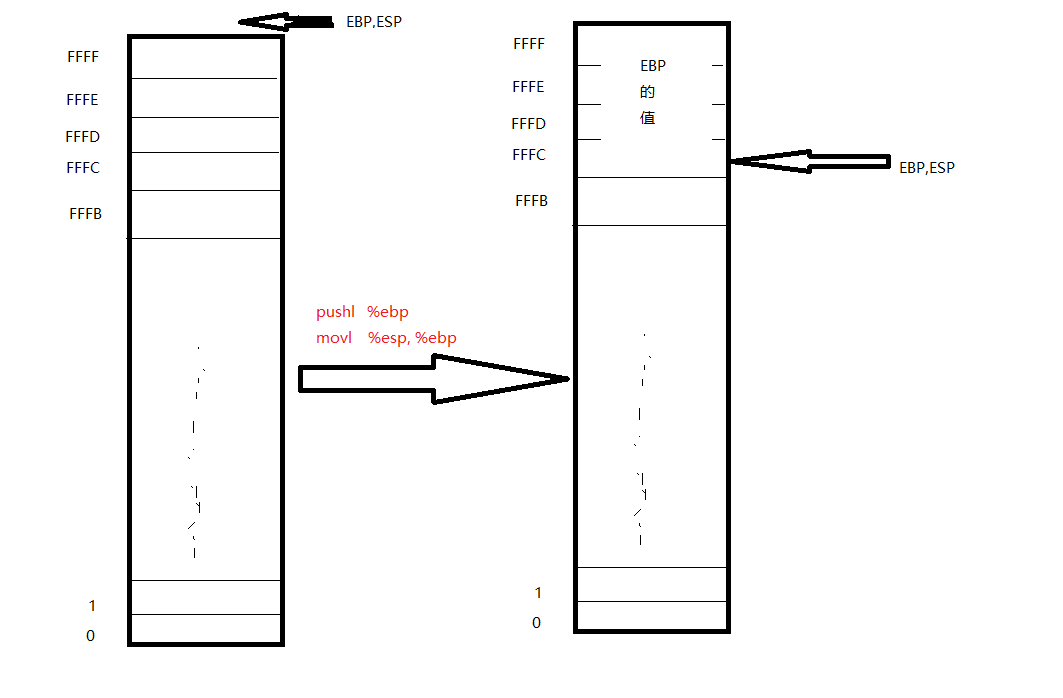 EBP,ESP
FFFF
FFFE
FFFD
FFFC
FFFB
1
0
pushl %ebp
movl %esp, %ebp
FFFF
FFFE
FFFD
FFFC
FFFB
1
0
EBP
的
值
EBP,ESP